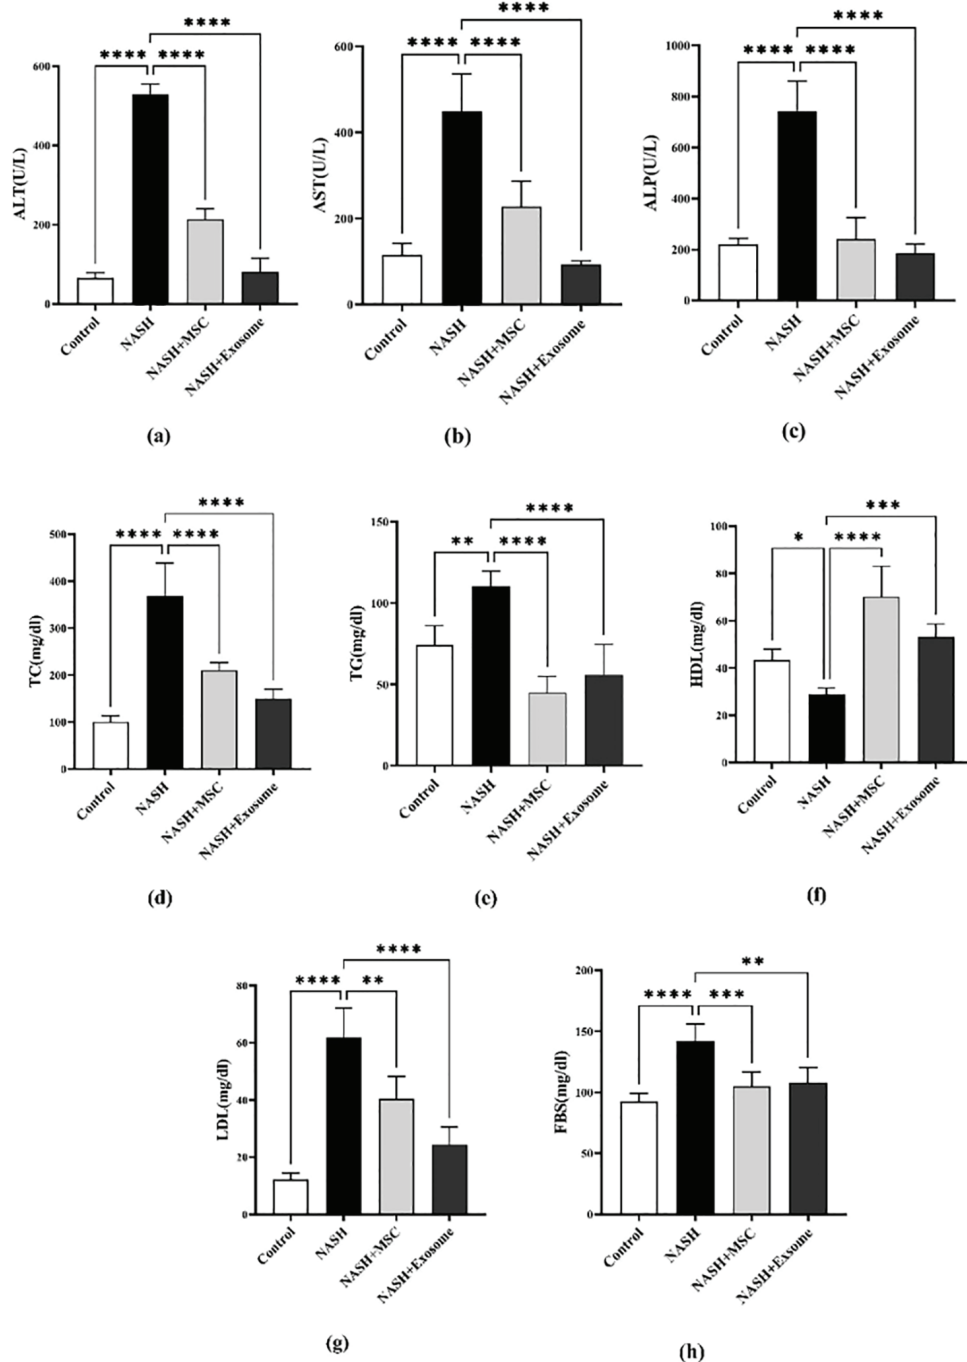 ****
**** ****
600
400
200
0
ALT(U/L)
Control
NASH
NASH+MSC
NASH+Exosome
(a)
****
**** ****
600
400
200
0
AST(U/L)
Control
NASH
NASH+MSC
NASH+Exosome
(b)
****
**** ****
1000
800
600
400
200
0
ALP(U/L)
Control
NASH
NASH+MSC
NASH+Exosome
(c)
****
**** ****
500
400
300
200
100
0
TC(mg/dl)
Control
NASH
NASH+MSC
NASH+Exosome
(d)
****
** ****
150
100
50
0
TG(mg/dl)
Control
NASH
NASH+MSC
NASH+Exosome
(e)
***
* ****
80
60
40
20
0
HDL(mg/dl)
Control
NASH
NASH+MSC
NASH+Exosome
(f)
****
**** **
80
60
40
20
0
LDL(mg/dl)
Control
NASH
NASH+MSC
NASH+Exosome
(g)
**
**** ***
200
150
100
50
0
FBS(mg/dl)
Control
NASH
NASH+MSC
NASH+Exsome
(h)